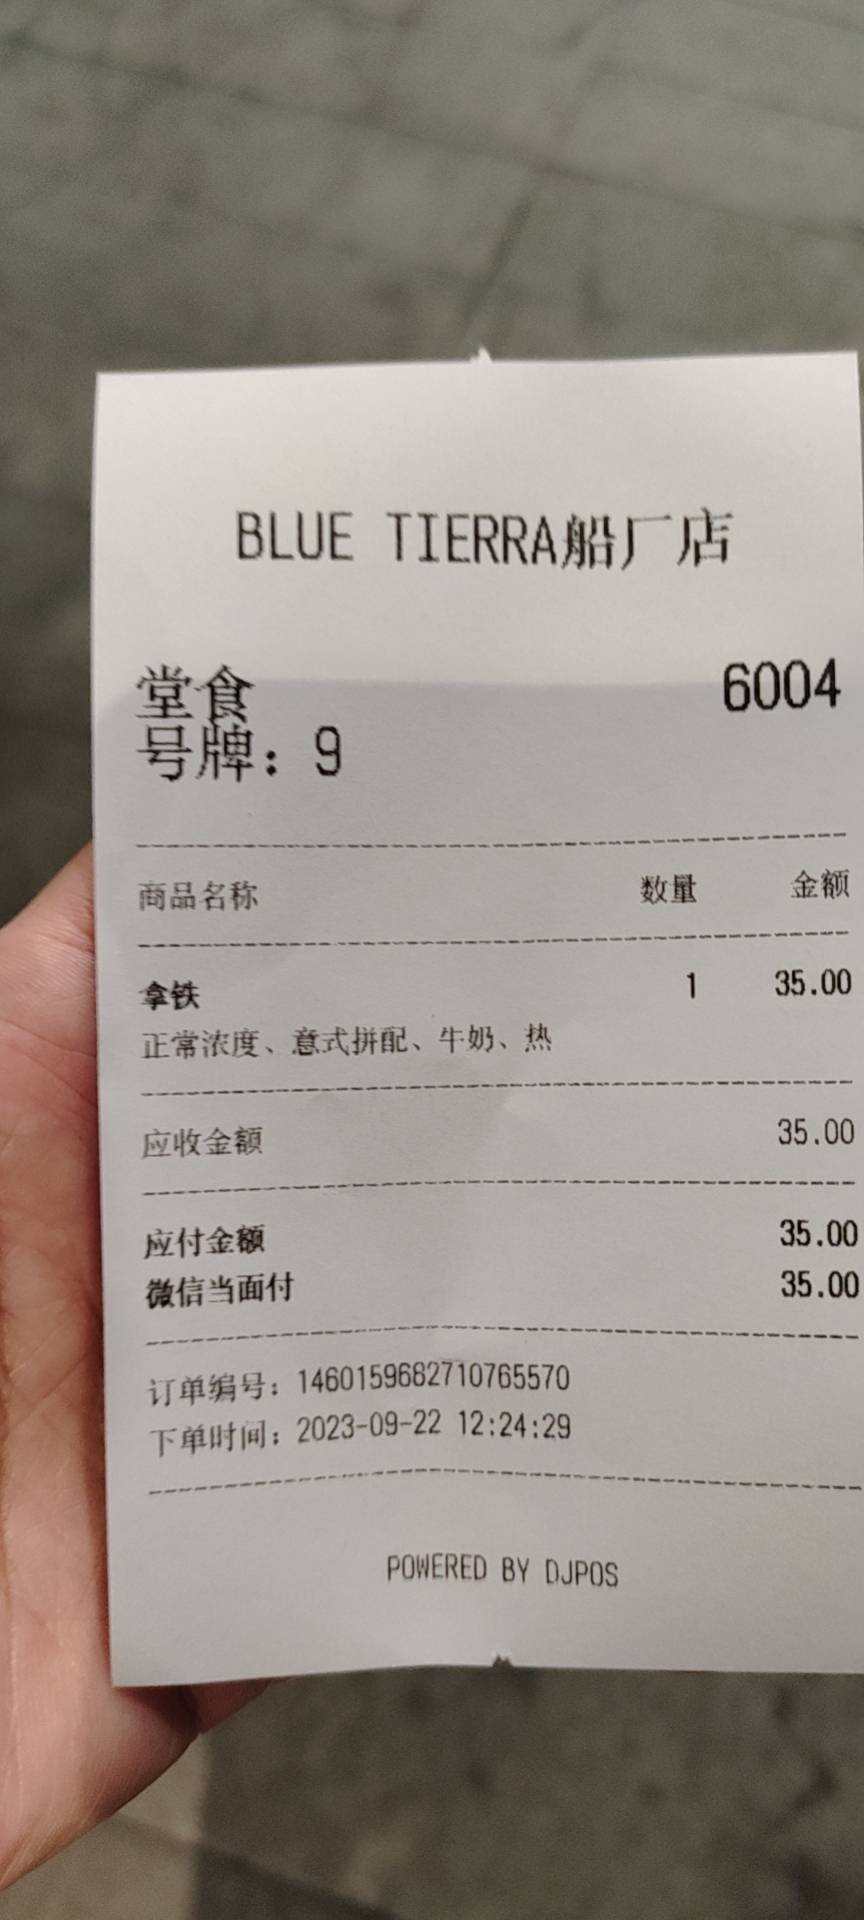 BLUE TIERRA船厂店
堂食 6004
号牌：9
商品名称 数量 金额
拿铁 1 35.00
正常浓度、意式拼配、牛奶、热
应收金额 35.00
应付金额 35.00
微信当面付 35.00
订单编号：1460159682710765570
下单时间：2023-09-22 12:24:29
POWERED BY DJPOS